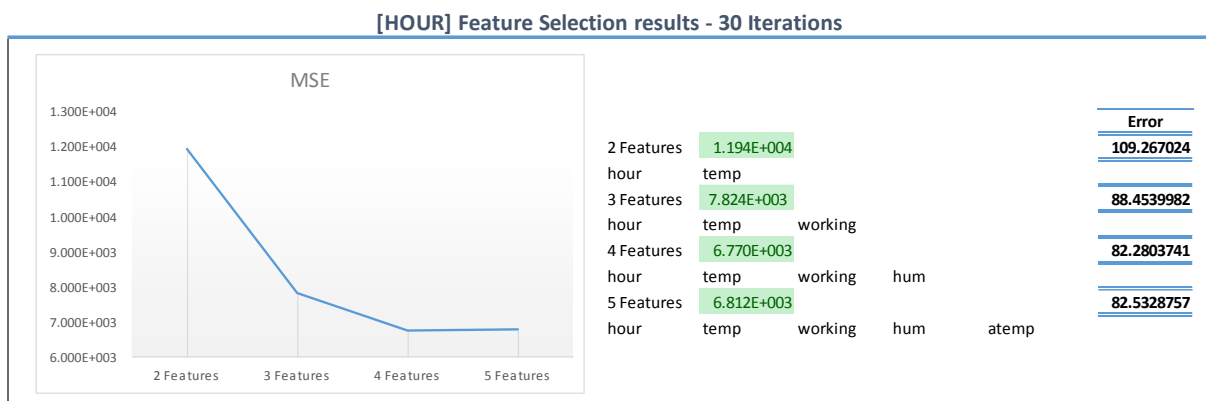 [HOUR] Feature Selection results - 30 Iterations
MSE
1.300E+004
1.200E+004
1.100E+004
1.000E+004
9.000E+003
8.000E+003
7.000E+003
6.000E+003
2 Features 3 Features 4 Features 5 Features
Error
2 Features 1.194E+004 109.267024
hour temp
3 Features 7.824E+003 88.4539982
hour temp working
4 Features 6.770E+003 82.2803741
hour temp working hum
5 Features 6.812E+003 82.5328757
hour temp working hum atemp